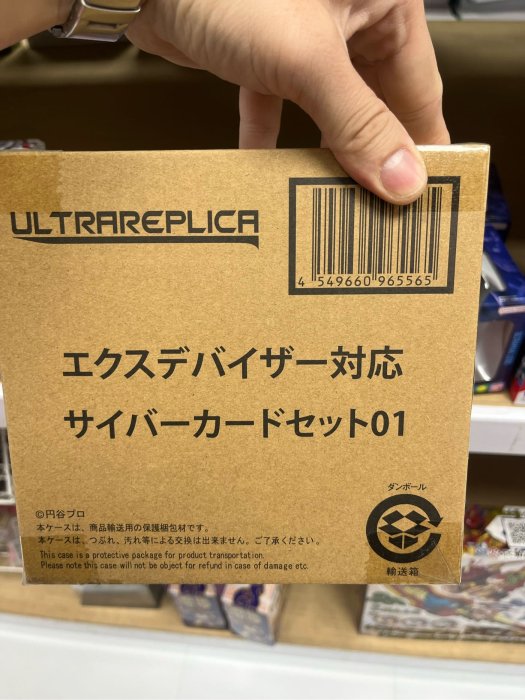 ULTRAREPLICA
4 549660 965565
エクスデバイザー対応
サイバーカードセット01
©円谷プロ
本ケースは、商品輸送用の保護梱包材です。
本ケースは、つぶれ、汚れ等による交換は出来ません。ご了承ください。
This case is a protective package for product transportation.
Please note this case will not be object for refund in case of damage etc.
ダンボール
輸送箱